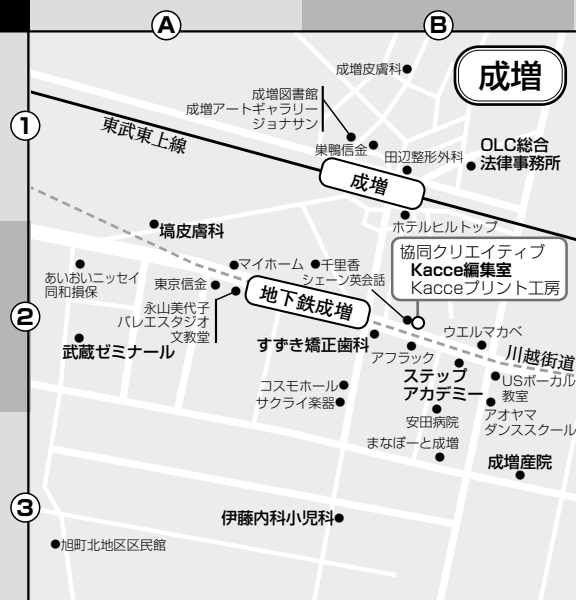 A
B
成増
1
成増皮膚科
成増図書館
成増アートギャラリー
ジョナサン
東武東上線
巣鴨信金
田辺整形外科
OLC総合
法律事務所
成増
ホテルヒルトップ
塙皮膚科
協同クリエイティブ
Kacce編集室
Kacceプリント工房
2
あいおいニッセイ
同和損保
東京信金
マイホーム
千里香
シェーン英会話
地下鉄成増
永山美代子
バレエスタジオ
文教堂
武蔵ゼミナール
すずき矯正歯科
アフラック
ウエルマカベ
川越街道
ステップ
アカデミー
USボーカル
教室
コスモホール
サクライ楽器
アオヤマ
ダンススクール
安田病院
まなぽーと成増
成増産院
3
伊藤内科小児科
旭町北地区区民館